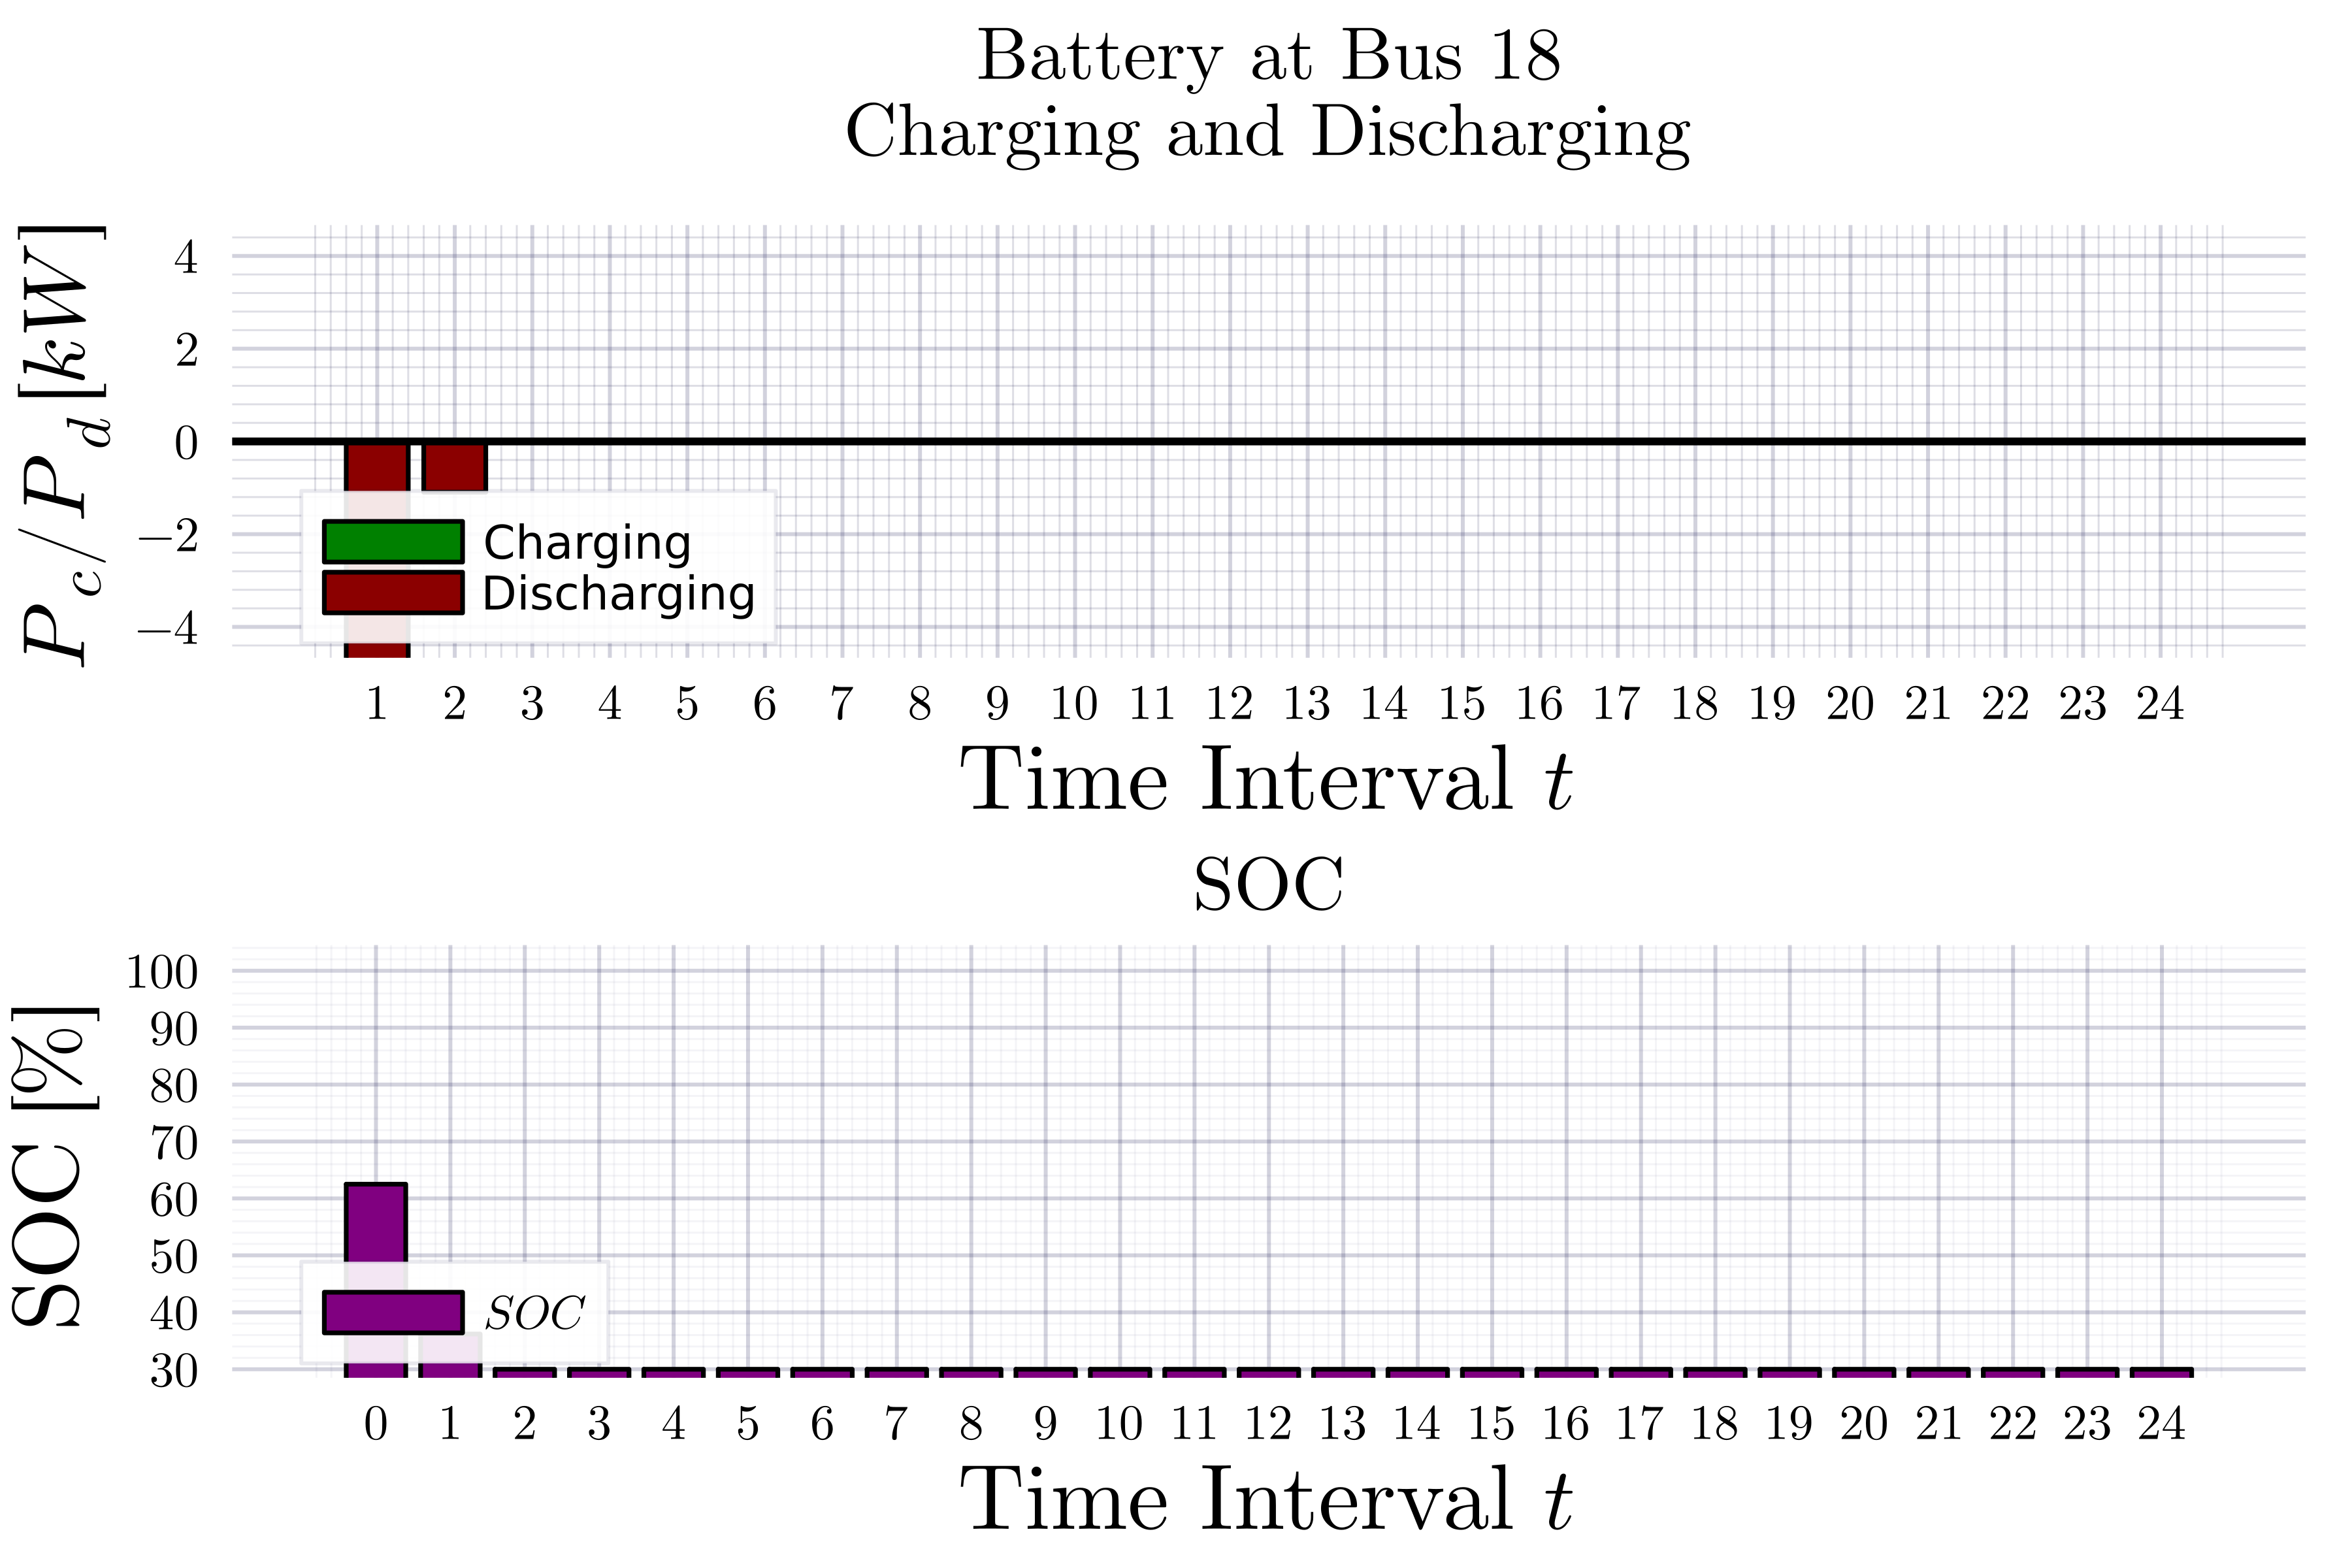 Battery at Bus 18
Charging and Discharging
P_c/P_d [kW]
4
2
0
−2
−4
Charging
Discharging
1 2 3 4 5 6 7 8 9 10 11 12 13 14 15 16 17 18 19 20 21 22 23 24
Time Interval t
SOC
SOC [%]
100
90
80
70
60
50
40
30
SOC
0 1 2 3 4 5 6 7 8 9 10 11 12 13 14 15 16 17 18 19 20 21 22 23 24
Time Interval t